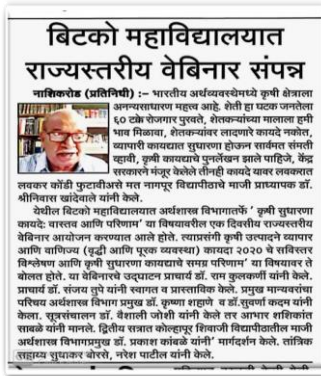 बिटको महाविद्यालयात
राज्यस्तरीय वेबिनार संपन्न
नाशिकरोड (प्रतिनिधी) :– भारतीय अर्थव्यवस्थेमध्ये कृषी क्षेत्राला
अनन्यसाधारण महत्त्व आहे. शेती हा घटक जनतेला
६० टक्के रोजगार पुरवते, शेतकऱ्यांच्या मालाला हमी
भाव मिळावा, शेतकऱ्यांवर लादणारे कायदे नकोत,
व्यापारी कायद्यात सुधारणा होऊन सार्वमत संमती
व्हावी, कृषी कायद्याचे पुनर्लेखन झाले पाहिजे, केंद्र
सरकारने मंजूर केलेले तीनही कायदे यावर लवकरात
लवकर कोंडी फुटावीअसे मत नागपूर विद्यापीठाचे माजी प्राध्यापक डॉ.
श्रीनिवास खांदेवाले यांनी केले.
येथील बिटको महाविद्यालयात अर्थशास्त्र विभागातर्फे ' कृषी सुधारणा
कायदे: वास्तव आणि परिणाम' या विषयावरील एक दिवसीय राज्यस्तरीय
वेबिनार आयोजन करण्यात आले होते. त्याप्रसंगी कृषी उत्पादने व्यापार
आणि वाणिज्य (वृद्धी आणि पूरक व्यवस्था) कायदा २०२० चे सविस्तर
विश्लेषण आणि कृषी सुधारणा कायद्याचे समग्र परिणाम' या विषयावर ते
बोलत होते. या वेबिनारचे उद्घाटन प्राचार्य डॉ. राम कुलकर्णी यांनी केले.
प्राचार्य डॉ. संजय तुपे यांनी स्वागत व प्रास्ताविक केले. प्रमुख मान्यवरांचा
परिचय अर्थशास्त्र विभाग प्रमुख डॉ. कृष्णा शहाणे व डॉ.सुवर्णा कदम यांनी
केला. सूत्रसंचालन डॉ. वैशाली जोशी यांनी केले तर आभार शशिकांत
साबळे यांनी मानले. द्वितीय सत्रात कोल्हापूर शिवाजी विद्यापीठातील माजी
अर्थशास्त्र विभागप्रमुख डॉ. प्रकाश कांबळे यांनी' मार्गदर्शन केले. तांत्रिक
सहाय्य सुधाकर बोरसे, नरेश पाटील यांनी केले.